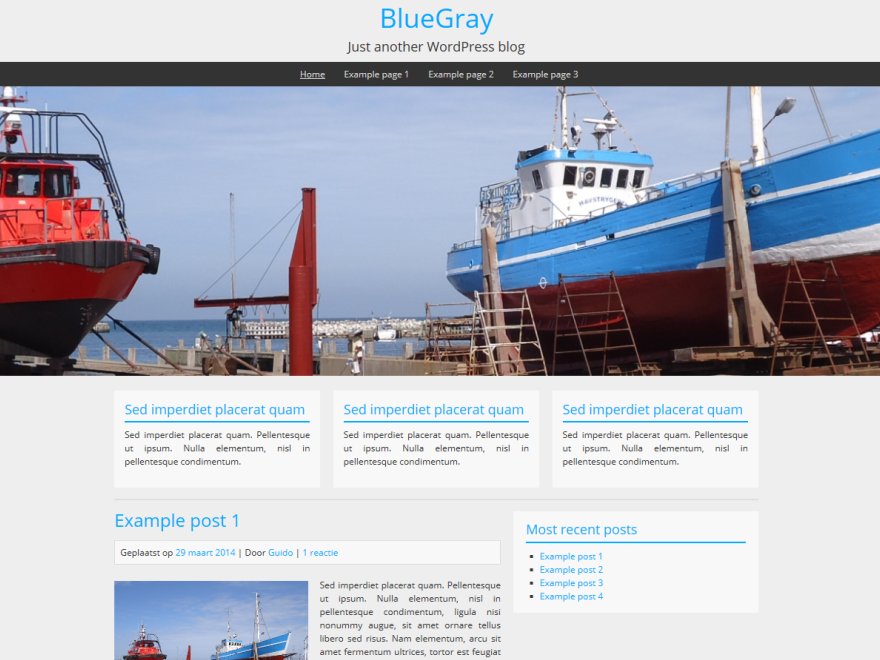 BlueGray
Just another WordPress blog
Home Example page 1 Example page 2 Example page 3
Sed imperdiet placerat quam
Sed imperdiet placerat quam. Pellentesque
ut ipsum. Nulla elementum, nisl in
pellentesque condimentum.
Sed imperdiet placerat quam
Sed imperdiet placerat quam. Pellentesque
ut ipsum. Nulla elementum, nisl in
pellentesque condimentum.
Sed imperdiet placerat quam
Sed imperdiet placerat quam. Pellentesque
ut ipsum. Nulla elementum, nisl in
pellentesque condimentum.
Example post 1
Geplaatst op 29 maart 2014 | Door Guido | 1 reactie
Sed imperdiet placerat quam. Pellentesque
ut ipsum. Nulla elementum, nisl in
pellentesque condimentum, ligula nisi
nonummy augue, sit amet ornare tellus
libero sed risus. Nam elementum, arcu sit
amet fermentum ultrices, tortor est feugiat
Most recent posts
Example post 1
Example post 2
Example post 3
Example post 4